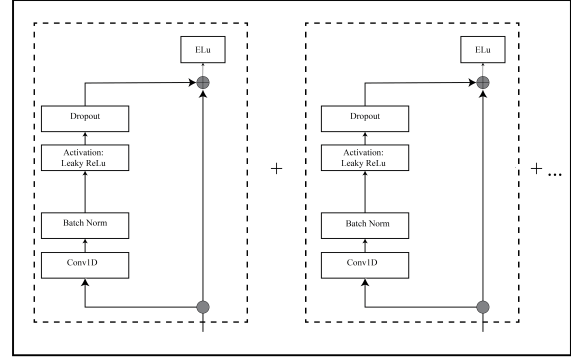 ELu
Dropout
Activation:
Leaky ReLu
Batch Norm
Conv1D
+
ELu
Dropout
Activation:
Leaky ReLu
Batch Norm
Conv1D
+ ...